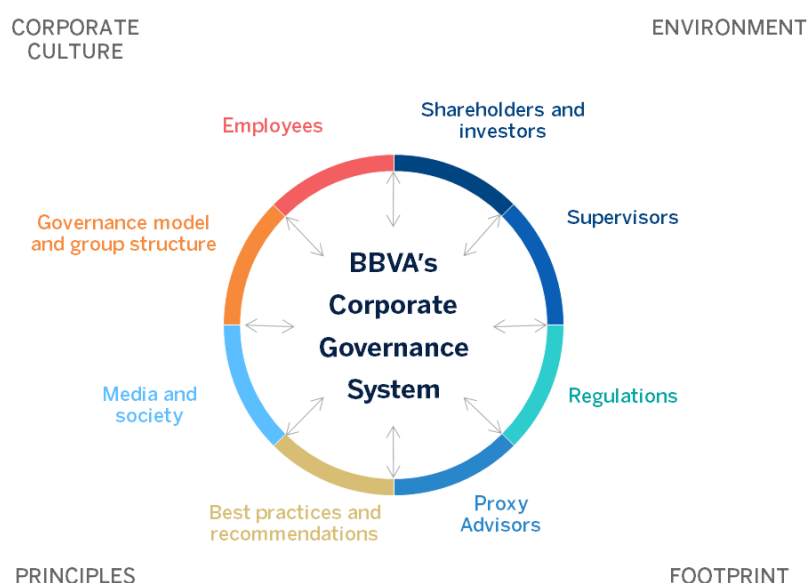 CORPORATE
CULTURE
ENVIRONMENT
Employees
Shareholders and
investors
Governance model
and group structure
Supervisors
BBVA's
Corporate
Governance
System
Media and
society
Regulations
Best practices and
recommendations
Proxy
Advisors
PRINCIPLES
FOOTPRINT